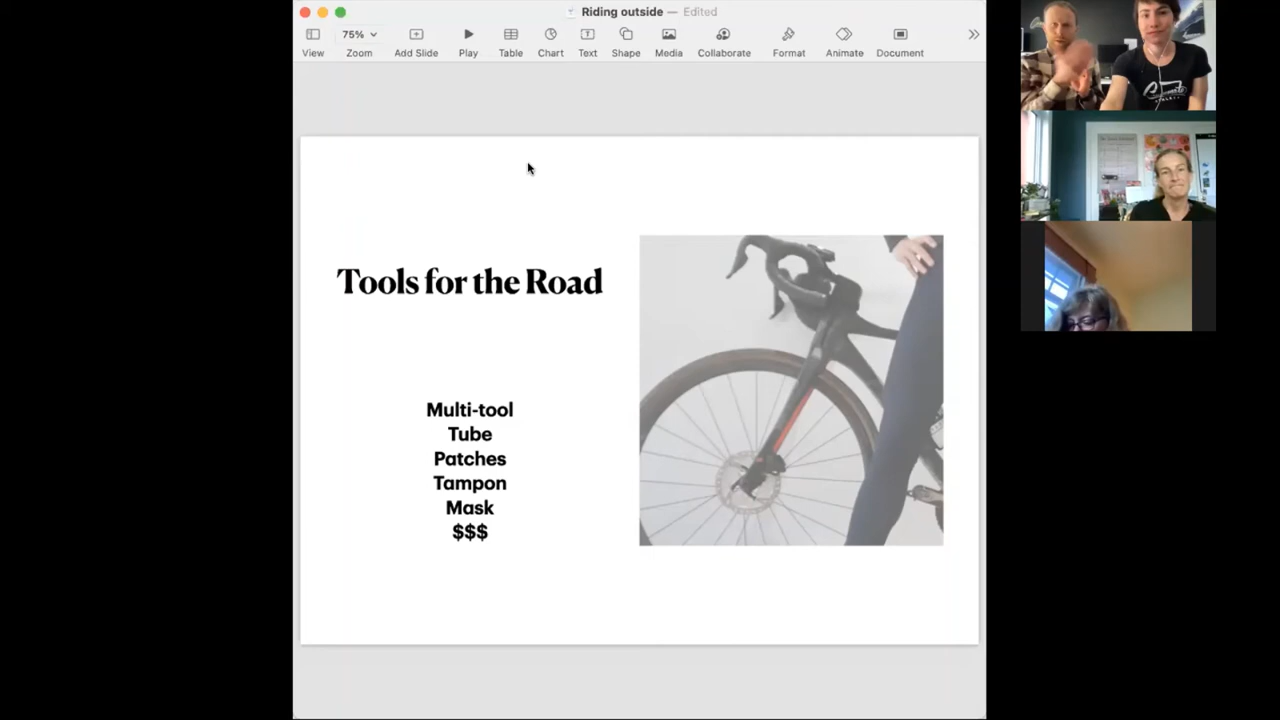 Riding outside — Edited
75%
View
Zoom
Add Slide
Play
Table
Chart
Text
Shape
Media
Collaborate
Format
Animate
Document
Tools for the Road
Multi-tool
Tube
Patches
Tampon
Mask
$$$